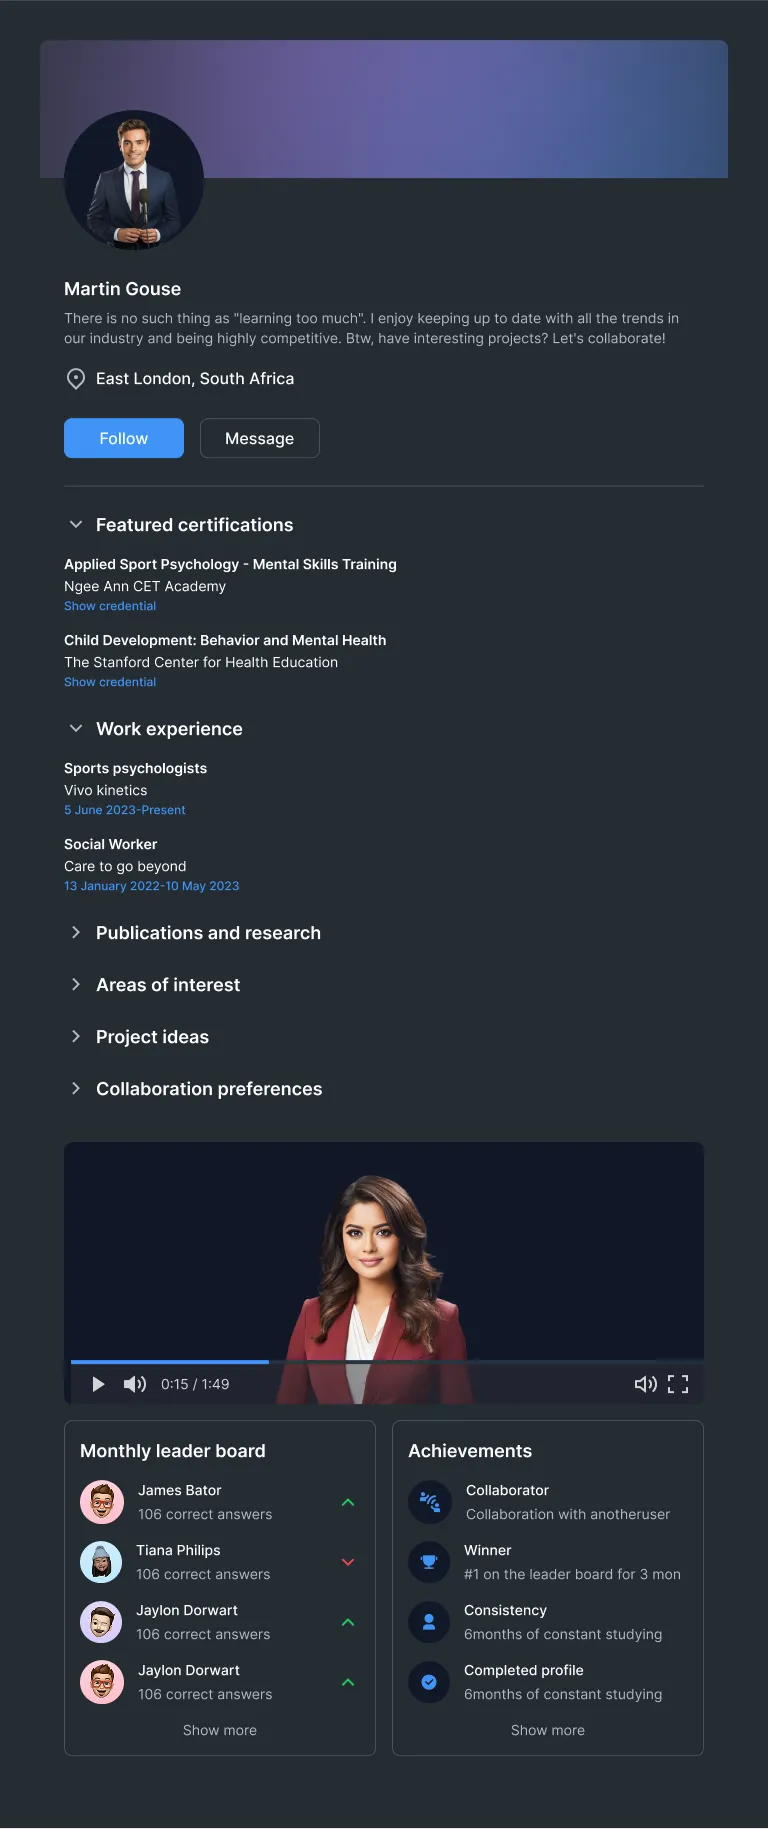 Martin Gouse
There is no such thing as "learning too much". I enjoy keeping up to date with all the trends in
our industry and being highly competitive. Btw, have interesting projects? Let's collaborate!
East London, South Africa
Follow
Message
Featured certifications
Applied Sport Psychology - Mental Skills Training
Ngee Ann CET Academy
Show credential
Child Development: Behavior and Mental Health
The Stanford Center for Health Education
Show credential
Work experience
Sports psychologists
Vivo kinetics
5 June 2023-Present
Social Worker
Care to go beyond
13 January 2022-10 May 2023
Publications and research
Areas of interest
Project ideas
Collaboration preferences
0:15 / 1:49
Monthly leader board
James Bator
106 correct answers
Tiana Philips
106 correct answers
Jaylon Dorwart
106 correct answers
Jaylon Dorwart
106 correct answers
Show more
Achievements
Collaborator
Collaboration with anotheruser
Winner
#1 on the leader board for 3 mon
Consistency
6months of constant studying
Completed profile
6months of constant studying
Show more